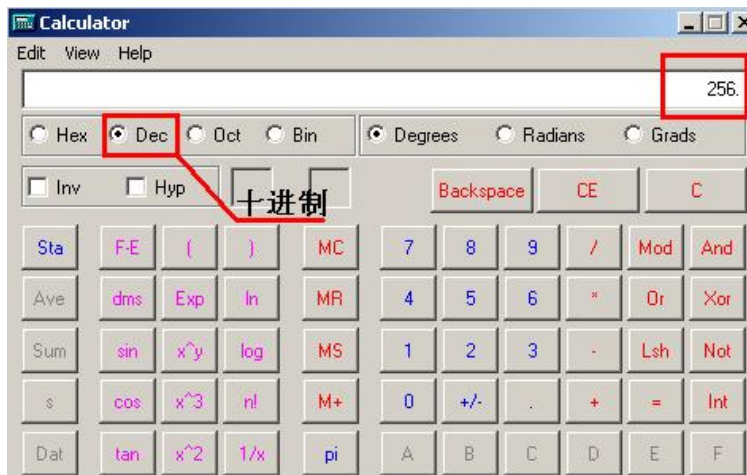 Calculator
Edit View Help
256.
Hex Dec Oct Bin Degrees Radians Grads
Inv Hyp Backspace CE C
十进制
Sta F-E ( ) MC 7 8 9 / Mod And
Ave dms Exp ln MR 4 5 6 * Or Xor
Sum sin x^y log MS 1 2 3 - Lsh Not
s cos x^3 n! M+ 0 +/- . + = Int
Dat tan x^2 1/x pi A B C D E F